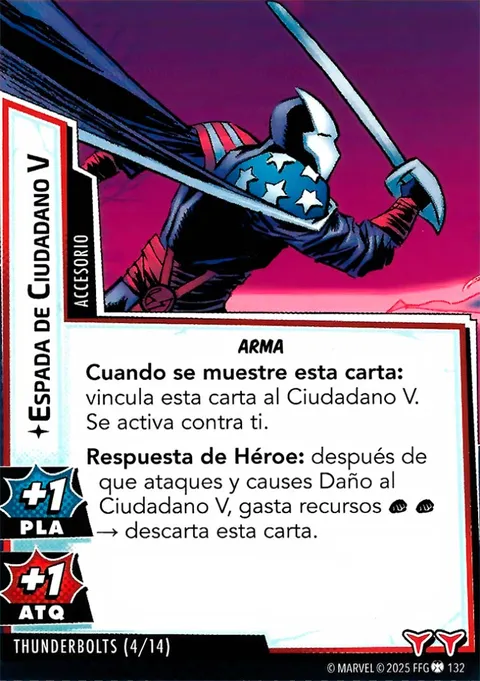 ✦Espada de Ciudadano V
ACCESORIO
ARMA
Cuando se muestre esta carta:
vincula esta carta al Ciudadano V.
Se activa contra ti.
Respuesta de Héroe: después de
que ataques y causes Daño al
Ciudadano V, gasta recursos
→ descarta esta carta.
+1
PLA
+1
ATQ
THUNDERBOLTS (4/14)
© MARVEL © 2025 FFG 132